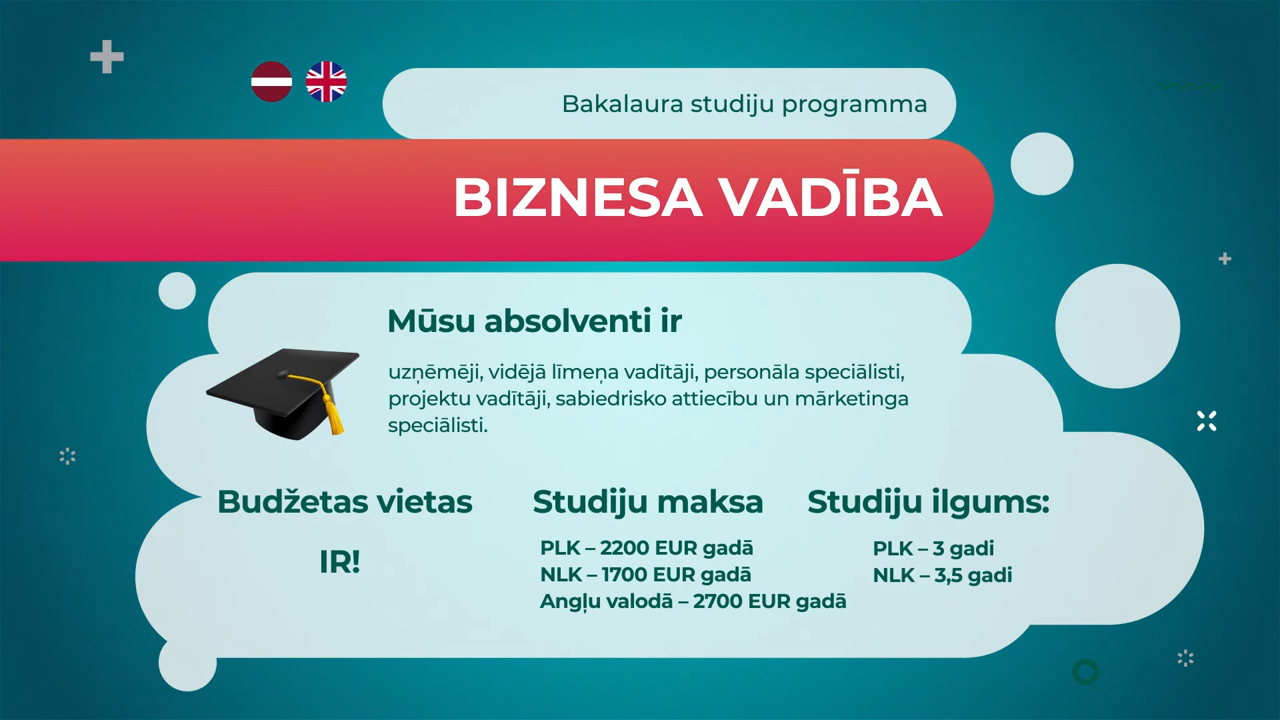 Bakalaura studiju programma
BIZNESA VADĪBA
Mūsu absolventi ir
uzņēmēji, vidējā līmeņa vadītāji, personāla speciālisti,
projektu vadītāji, sabiedrisko attiecību un mārketinga
speciālisti.
Budžetas vietas
IR!
Studiju maksa
PLK – 2200 EUR gadā
NLK – 1700 EUR gadā
Angļu valodā – 2700 EUR gadā
Studiju ilgums:
PLK – 3 gadi
NLK – 3,5 gadi